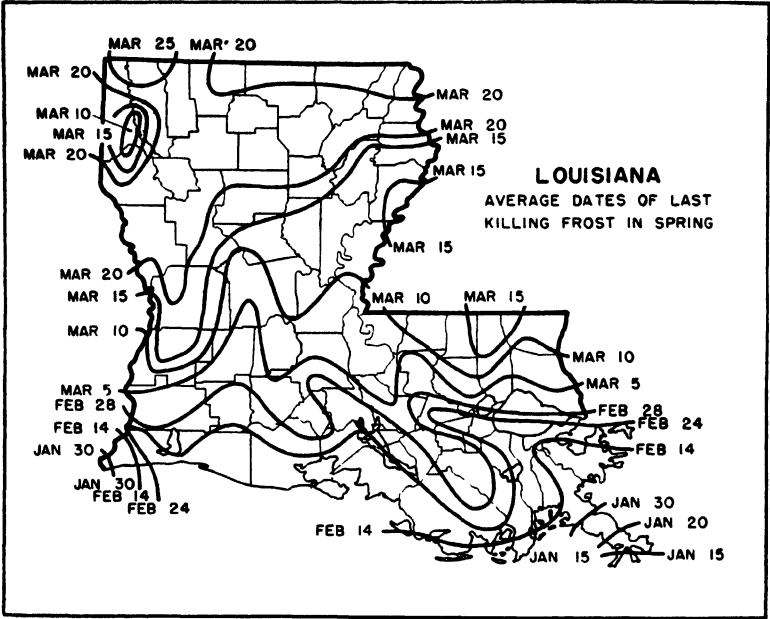 MAR 25 MAR 20
MAR 20
MAR 20
MAR 10
MAR 20
MAR 15
MAR 15
MAR 20
MAR 15
LOUISIANA
AVERAGE DATES OF LAST
KILLING FROST IN SPRING
MAR 15
MAR 20
MAR 15
MAR 10 MAR 15
MAR 10
MAR 10
MAR 5
MAR 5
FEB 28
FEB 28
FEB 24
FEB 14
JAN 30
FEB 14
JAN 30
FEB 14
FEB 24
JAN 30
JAN 20
FEB 14
JAN 15
JAN 15